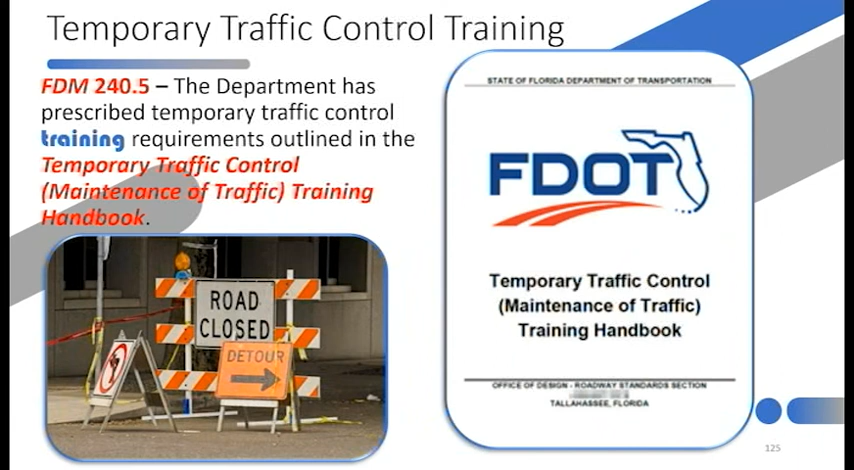 Temporary Traffic Control Training
FDM 240.5 – The Department has
prescribed temporary traffic control
training requirements outlined in the
Temporary Traffic Control
(Maintenance of Traffic) Training
Handbook.
ROAD
CLOSED
DETOUR
STATE OF FLORIDA DEPARTMENT OF TRANSPORTATION
FDOT
Temporary Traffic Control
(Maintenance of Traffic)
Training Handbook
OFFICE OF DESIGN - ROADWAY STANDARDS SECTION
TALLAHASSEE, FLORIDA
125